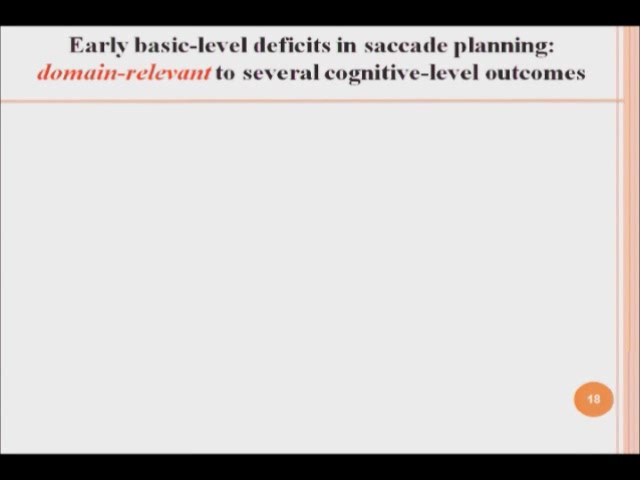 Early basic-level deficits in saccade planning:
domain-relevant to several cognitive-level outcomes
18